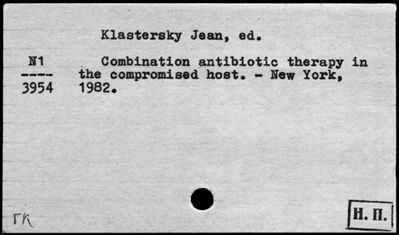 Klastersky Jean, ed.
N1
----
3954
Combination antibiotic therapy in
the compromised host. – New York,
1982.
ГК
Н. П.